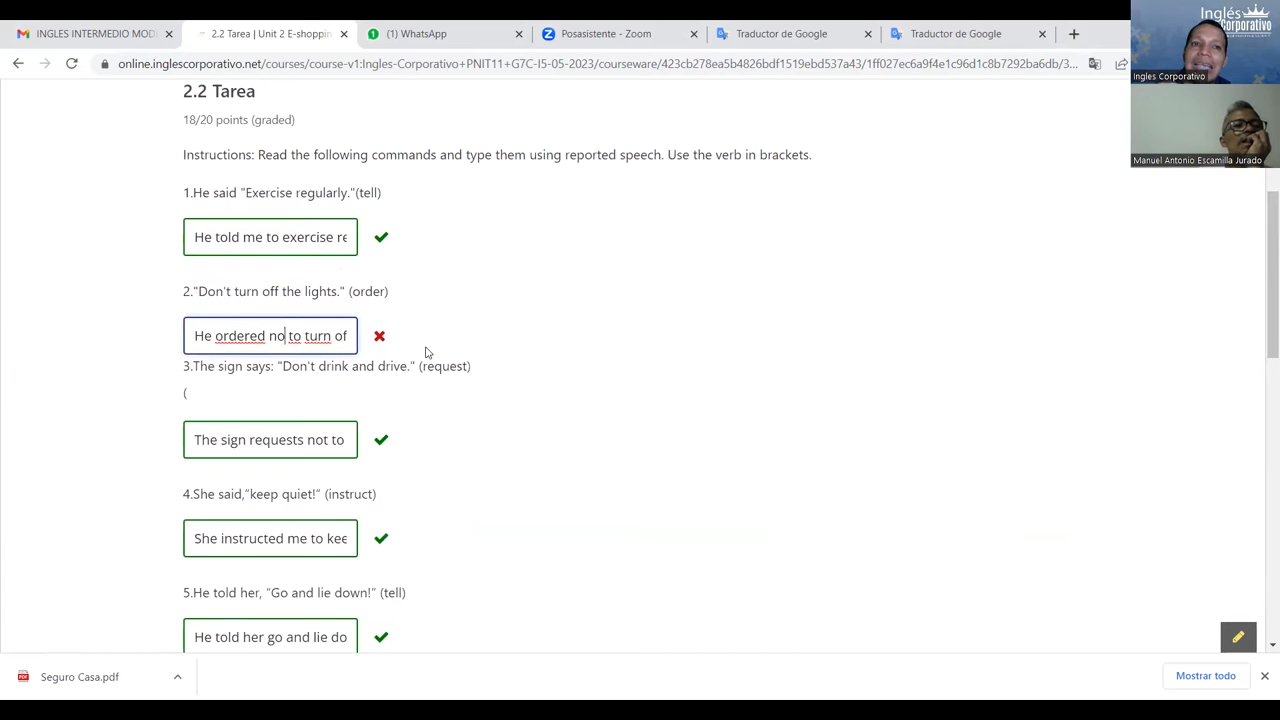 INGLES INTERMEDIO MOD
2.2 Tarea | Unit 2 E-shoppin
(1) WhatsApp
Posasistente - Zoom
Traductor de Google
Traductor de Google
online.inglescorporativo.net/courses/course-v1:Ingles-Corporativo+PNIT11+G7C-I5-05-2023/courseware/423cb278ea5b4826bdf1519ebd537a43/1ff027ec6a9f4e1c96d1c8b7292ba6db/3...
Inglés
Corporativo
Ingles Corporativo
Manuel Antonio Escamilla Jurado
2.2 Tarea
18/20 points (graded)
Instructions: Read the following commands and type them using reported speech. Use the verb in brackets.
1.He said "Exercise regularly."(tell)
He told me to exercise re
2."Don't turn off the lights." (order)
He ordered no to turn of
3.The sign says: "Don't drink and drive." (request)
(
The sign requests not to
4.She said,"keep quiet!" (instruct)
She instructed me to kee
5.He told her, “Go and lie down!” (tell)
He told her go and lie do
Seguro Casa.pdf
Mostrar todo